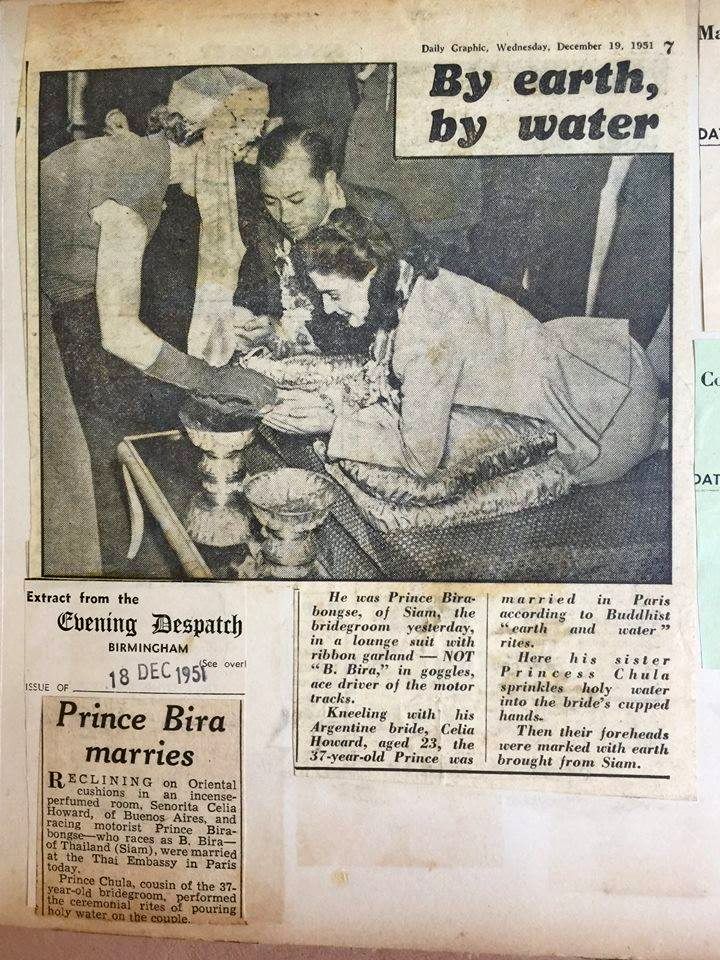 Daily Graphic, Wednesday, December 19, 1951 7
By earth,
by water
He was Prince Bira-
bongse, of Siam, the
bridegroom yesterday,
in a lounge suit with
ribbon garland — NOT
"B. Bira," in goggles,
ace driver of the motor
tracks.
Kneeling with his
Argentine bride, Celia
Howard, aged 23, the
37-year-old Prince was
married in Paris
according to Buddhist
"earth and water"
rites.
Here his sister
Princess Chula
sprinkles holy water
into the bride's cupped
hands.
Then their foreheads
were marked with earth
brought from Siam.
Extract from the
Evening Despatch
BIRMINGHAM
(See over)
ISSUE OF 18 DEC 1951
Prince Bira
marries
RECLINING on Oriental
cushions in an incense-
perfumed room, Senorita Celia
Howard, of Buenos Aires, and
racing motorist Prince Bira-
bongse—who races as B. Bira—
of Thailand (Siam), were married
at the Thai Embassy in Paris
today.
Prince Chula, cousin of the 37-
year-old bridegroom, performed
the ceremonial rites of pouring
holy water on the couple.
Ma
DA
Co
DAT